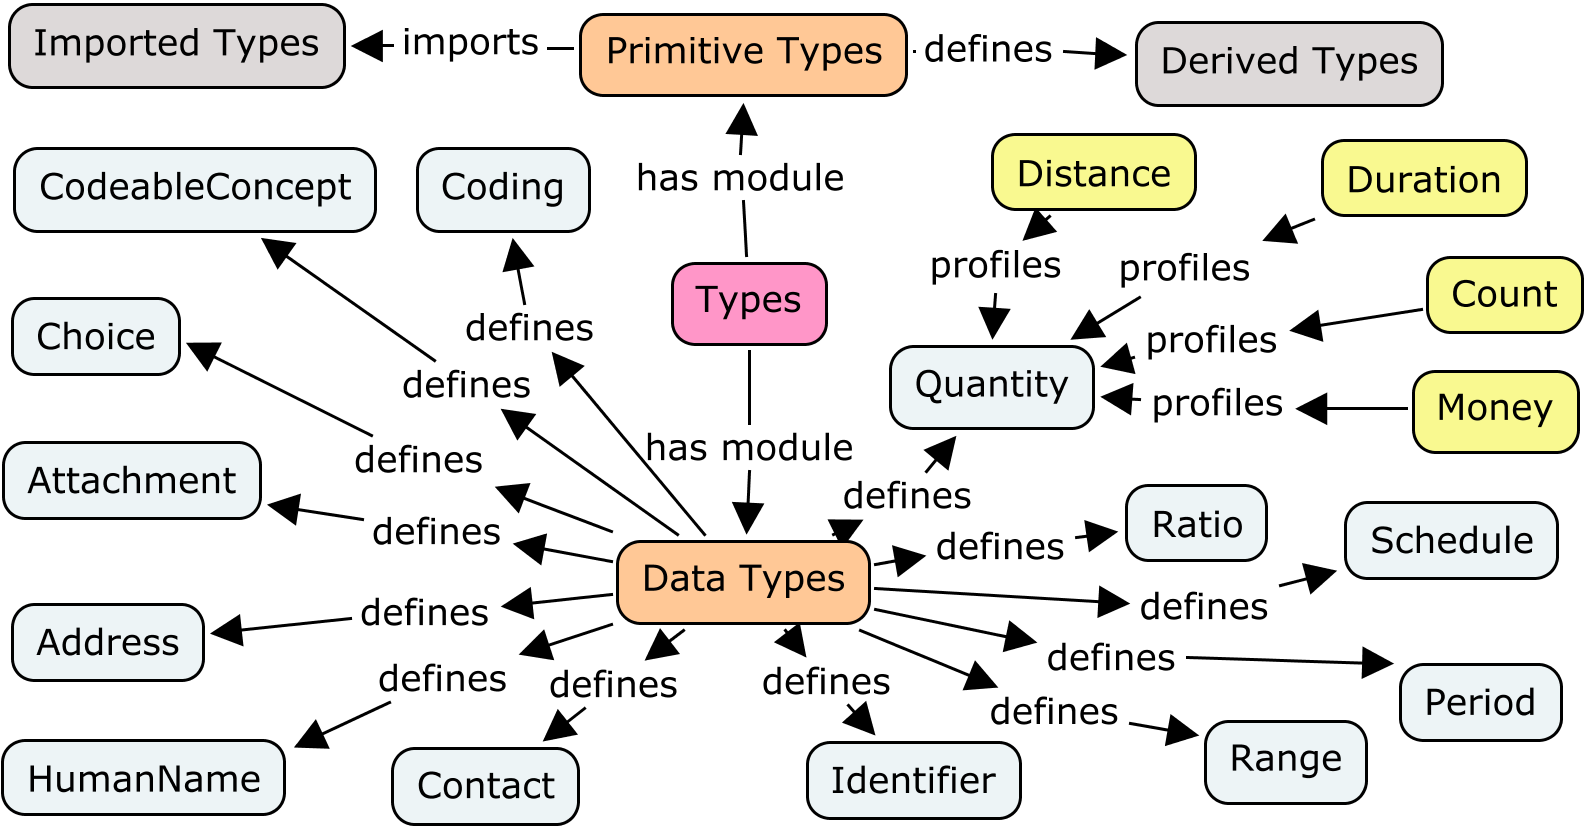 Imported Types
imports
Primitive Types
defines
Derived Types
CodeableConcept
Coding
has module
Distance
Duration
profiles
profiles
Types
Count
Choice
defines
profiles
defines
Quantity
profiles
Money
Attachment
defines
has module
defines
defines
defines
Ratio
Schedule
Data Types
Address
defines
defines
defines
Period
HumanName
defines
defines
defines
defines
Range
Contact
Identifier